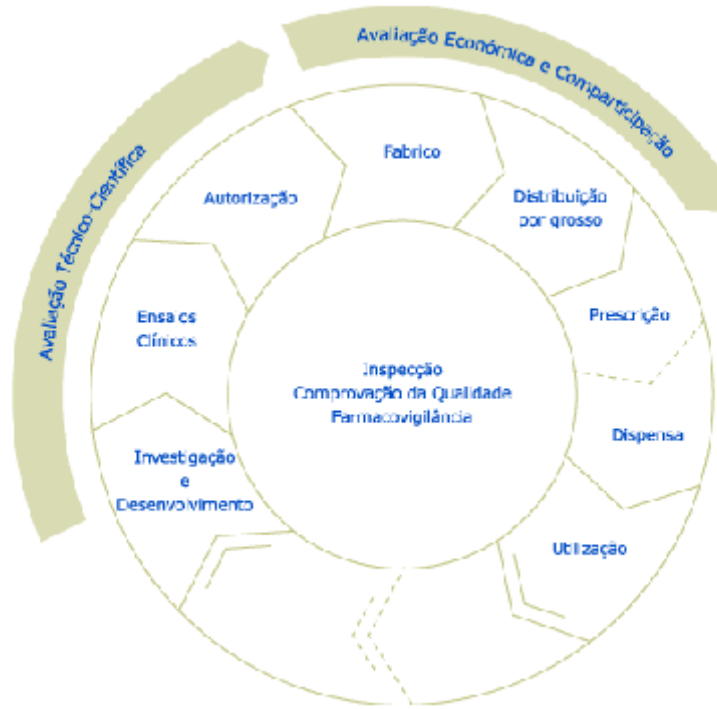 Avaliação Económica e Comparticipação
Avaliação Técnico-Científica
Fabrico
Autorização
Distribuição
por grosso
Ensaios
Clínicos
Prescrição
Inspecção
Comprovação da Qualidade
Farmacovigilância
Dispensa
Investigação
e
Desenvolvimento
Utilização